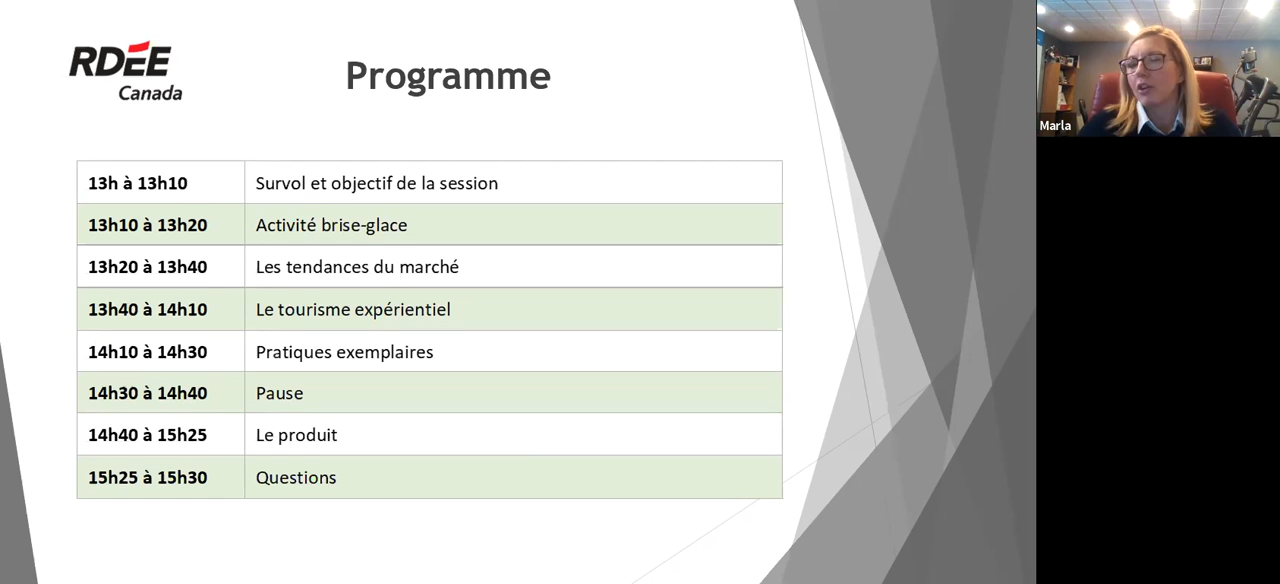 RDÉE
Canada
Programme
13h à 13h10 Survol et objectif de la session
13h10 à 13h20 Activité brise-glace
13h20 à 13h40 Les tendances du marché
13h40 à 14h10 Le tourisme expérientiel
14h10 à 14h30 Pratiques exemplaires
14h30 à 14h40 Pause
14h40 à 15h25 Le produit
15h25 à 15h30 Questions
Marla